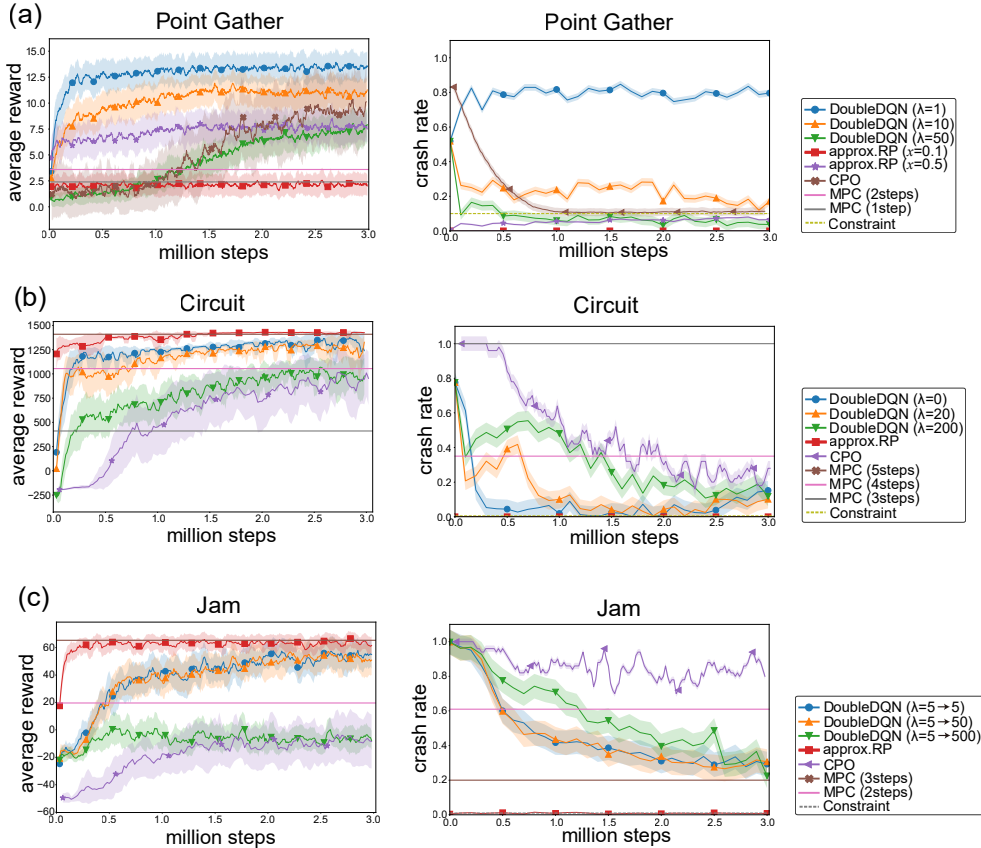 (a)
Point Gather
average reward
15.0
12.5
10.0
7.5
5.0
2.5
0.0
0.0 0.5 1.0 1.5 2.0 2.5 3.0
million steps
Point Gather
crash rate
1.0
0.8
0.6
0.4
0.2
0.0
0.0 0.5 1.0 1.5 2.0 2.5 3.0
million steps
DoubleDQN (λ=1)
DoubleDQN (λ=10)
DoubleDQN (λ=50)
approx.RP (x=0.1)
approx.RP (x=0.5)
CPO
MPC (2steps)
MPC (1step)
Constraint
(b)
Circuit
average reward
1500
1250
1000
750
500
250
0
−250
0.0 0.5 1.0 1.5 2.0 2.5 3.0
million steps
Circuit
crash rate
1.0
0.8
0.6
0.4
0.2
0.0
0.0 0.5 1.0 1.5 2.0 2.5 3.0
million steps
DoubleDQN (λ=0)
DoubleDQN (λ=20)
DoubleDQN (λ=200)
approx.RP
CPO
MPC (5steps)
MPC (4steps)
MPC (3steps)
Constraint
(c)
Jam
average reward
60
40
20
0
−20
−40
−60
0.0 0.5 1.0 1.5 2.0 2.5 3.0
million steps
Jam
crash rate
1.0
0.8
0.6
0.4
0.2
0.0
0.0 0.5 1.0 1.5 2.0 2.5 3.0
million steps
DoubleDQN (λ=5→5)
DoubleDQN (λ=5→50)
DoubleDQN (λ=5→500)
approx.RP
CPO
MPC (3steps)
MPC (2steps)
Constraint